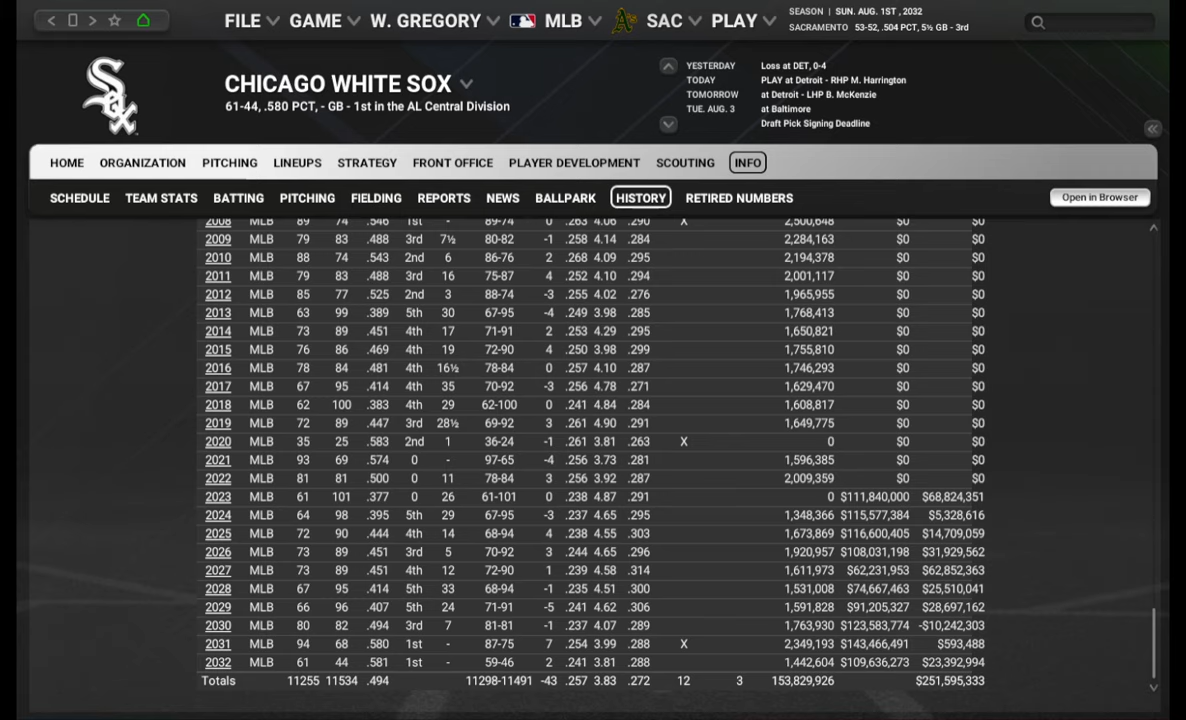 FILE GAME W. GREGORY MLB SAC PLAY SEASON | SUN. AUG. 1ST , 2032
SACRAMENTO 53-52, .504 PCT, 5½ GB - 3rd
CHICAGO WHITE SOX
61-44, .580 PCT, - GB - 1st in the AL Central Division
YESTERDAY Loss at DET, 0-4
TODAY PLAY at Detroit - RHP M. Harrington
TOMORROW at Detroit - LHP B. McKenzie
TUE. AUG. 3 at Baltimore
Draft Pick Signing Deadline
HOME ORGANIZATION PITCHING LINEUPS STRATEGY FRONT OFFICE PLAYER DEVELOPMENT SCOUTING INFO
SCHEDULE TEAM STATS BATTING PITCHING FIELDING REPORTS NEWS BALLPARK HISTORY RETIRED NUMBERS Open in Browser
2008 MLB 89 74 .546 1st - 89-74 0 .263 4.06 .290 X 2,500,648 $0 $0
2009 MLB 79 83 .488 3rd 7½ 80-82 -1 .258 4.14 .284 2,284,163 $0 $0
2010 MLB 88 74 .543 2nd 6 86-76 2 .268 4.09 .295 2,194,378 $0 $0
2011 MLB 79 83 .488 3rd 16 75-87 4 .252 4.10 .294 2,001,117 $0 $0
2012 MLB 85 77 .525 2nd 3 88-74 -3 .255 4.02 .276 1,965,955 $0 $0
2013 MLB 63 99 .389 5th 30 67-95 -4 .249 3.98 .285 1,768,413 $0 $0
2014 MLB 73 89 .451 4th 17 71-91 2 .253 4.29 .295 1,650,821 $0 $0
2015 MLB 76 86 .469 4th 19 72-90 4 .250 3.98 .299 1,755,810 $0 $0
2016 MLB 78 84 .481 4th 16½ 78-84 0 .257 4.10 .287 1,746,293 $0 $0
2017 MLB 67 95 .414 4th 35 70-92 -3 .256 4.78 .271 1,629,470 $0 $0
2018 MLB 62 100 .383 4th 29 62-100 0 .241 4.84 .284 1,608,817 $0 $0
2019 MLB 72 89 .447 3rd 28½ 69-92 3 .261 4.90 .291 1,649,775 $0 $0
2020 MLB 35 25 .583 2nd 1 36-24 -1 .261 3.81 .263 X 0 $0 $0
2021 MLB 93 69 .574 0 - 97-65 -4 .256 3.73 .281 1,596,385 $0 $0
2022 MLB 81 81 .500 0 11 78-84 3 .256 3.92 .287 2,009,359 $0 $0
2023 MLB 61 101 .377 0 26 61-101 0 .238 4.87 .291 0 $111,840,000 $68,824,351
2024 MLB 64 98 .395 5th 29 67-95 -3 .237 4.65 .295 1,348,366 $115,577,384 $5,328,616
2025 MLB 72 90 .444 4th 14 68-94 4 .238 4.55 .303 1,673,869 $116,600,405 $14,709,059
2026 MLB 73 89 .451 3rd 5 70-92 3 .244 4.65 .296 1,920,957 $108,031,198 $31,929,562
2027 MLB 73 89 .451 4th 12 72-90 1 .239 4.58 .314 1,611,973 $62,231,953 $62,852,363
2028 MLB 67 95 .414 5th 33 68-94 -1 .235 4.51 .300 1,531,008 $74,667,463 $25,510,041
2029 MLB 66 96 .407 5th 24 71-91 -5 .241 4.62 .306 1,591,828 $91,205,327 $28,697,162
2030 MLB 80 82 .494 3rd 7 81-81 -1 .237 4.07 .289 1,763,930 $123,583,774 -$10,242,303
2031 MLB 94 68 .580 1st - 87-75 7 .254 3.99 .288 X 2,349,193 $143,466,491 $593,488
2032 MLB 61 44 .581 1st - 59-46 2 .241 3.81 .288 1,442,604 $109,636,273 $23,392,994
Totals 11255 11534 .494 11298-11491 -43 .257 3.83 .272 12 3 153,829,926 $251,595,333